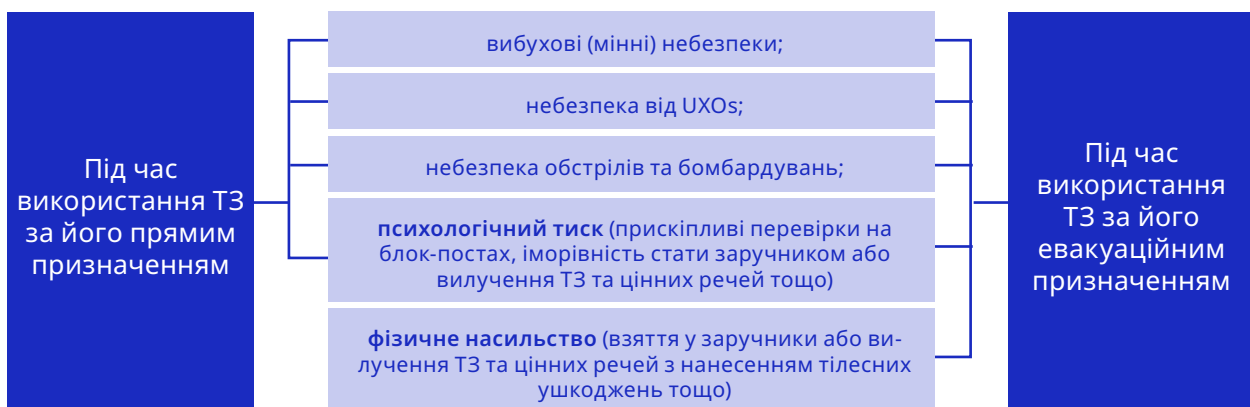 Під час
використання ТЗ
за його прямим
призначенням
вибухові (мінні) небезпеки;
небезпека від UXOs;
небезпека обстрілів та бомбардувань;
психологічний тиск (прискіпливі перевірки на
блок-постах, іморівність стати заручником або
вилучення ТЗ та цінних речей тощо)
фізичне насильство (взяття у заручники або ви-
лучення ТЗ та цінних речей з нанесенням тілесних
ушкоджень тощо)
Під час
використання
ТЗ за його
евакуаційним
призначенням